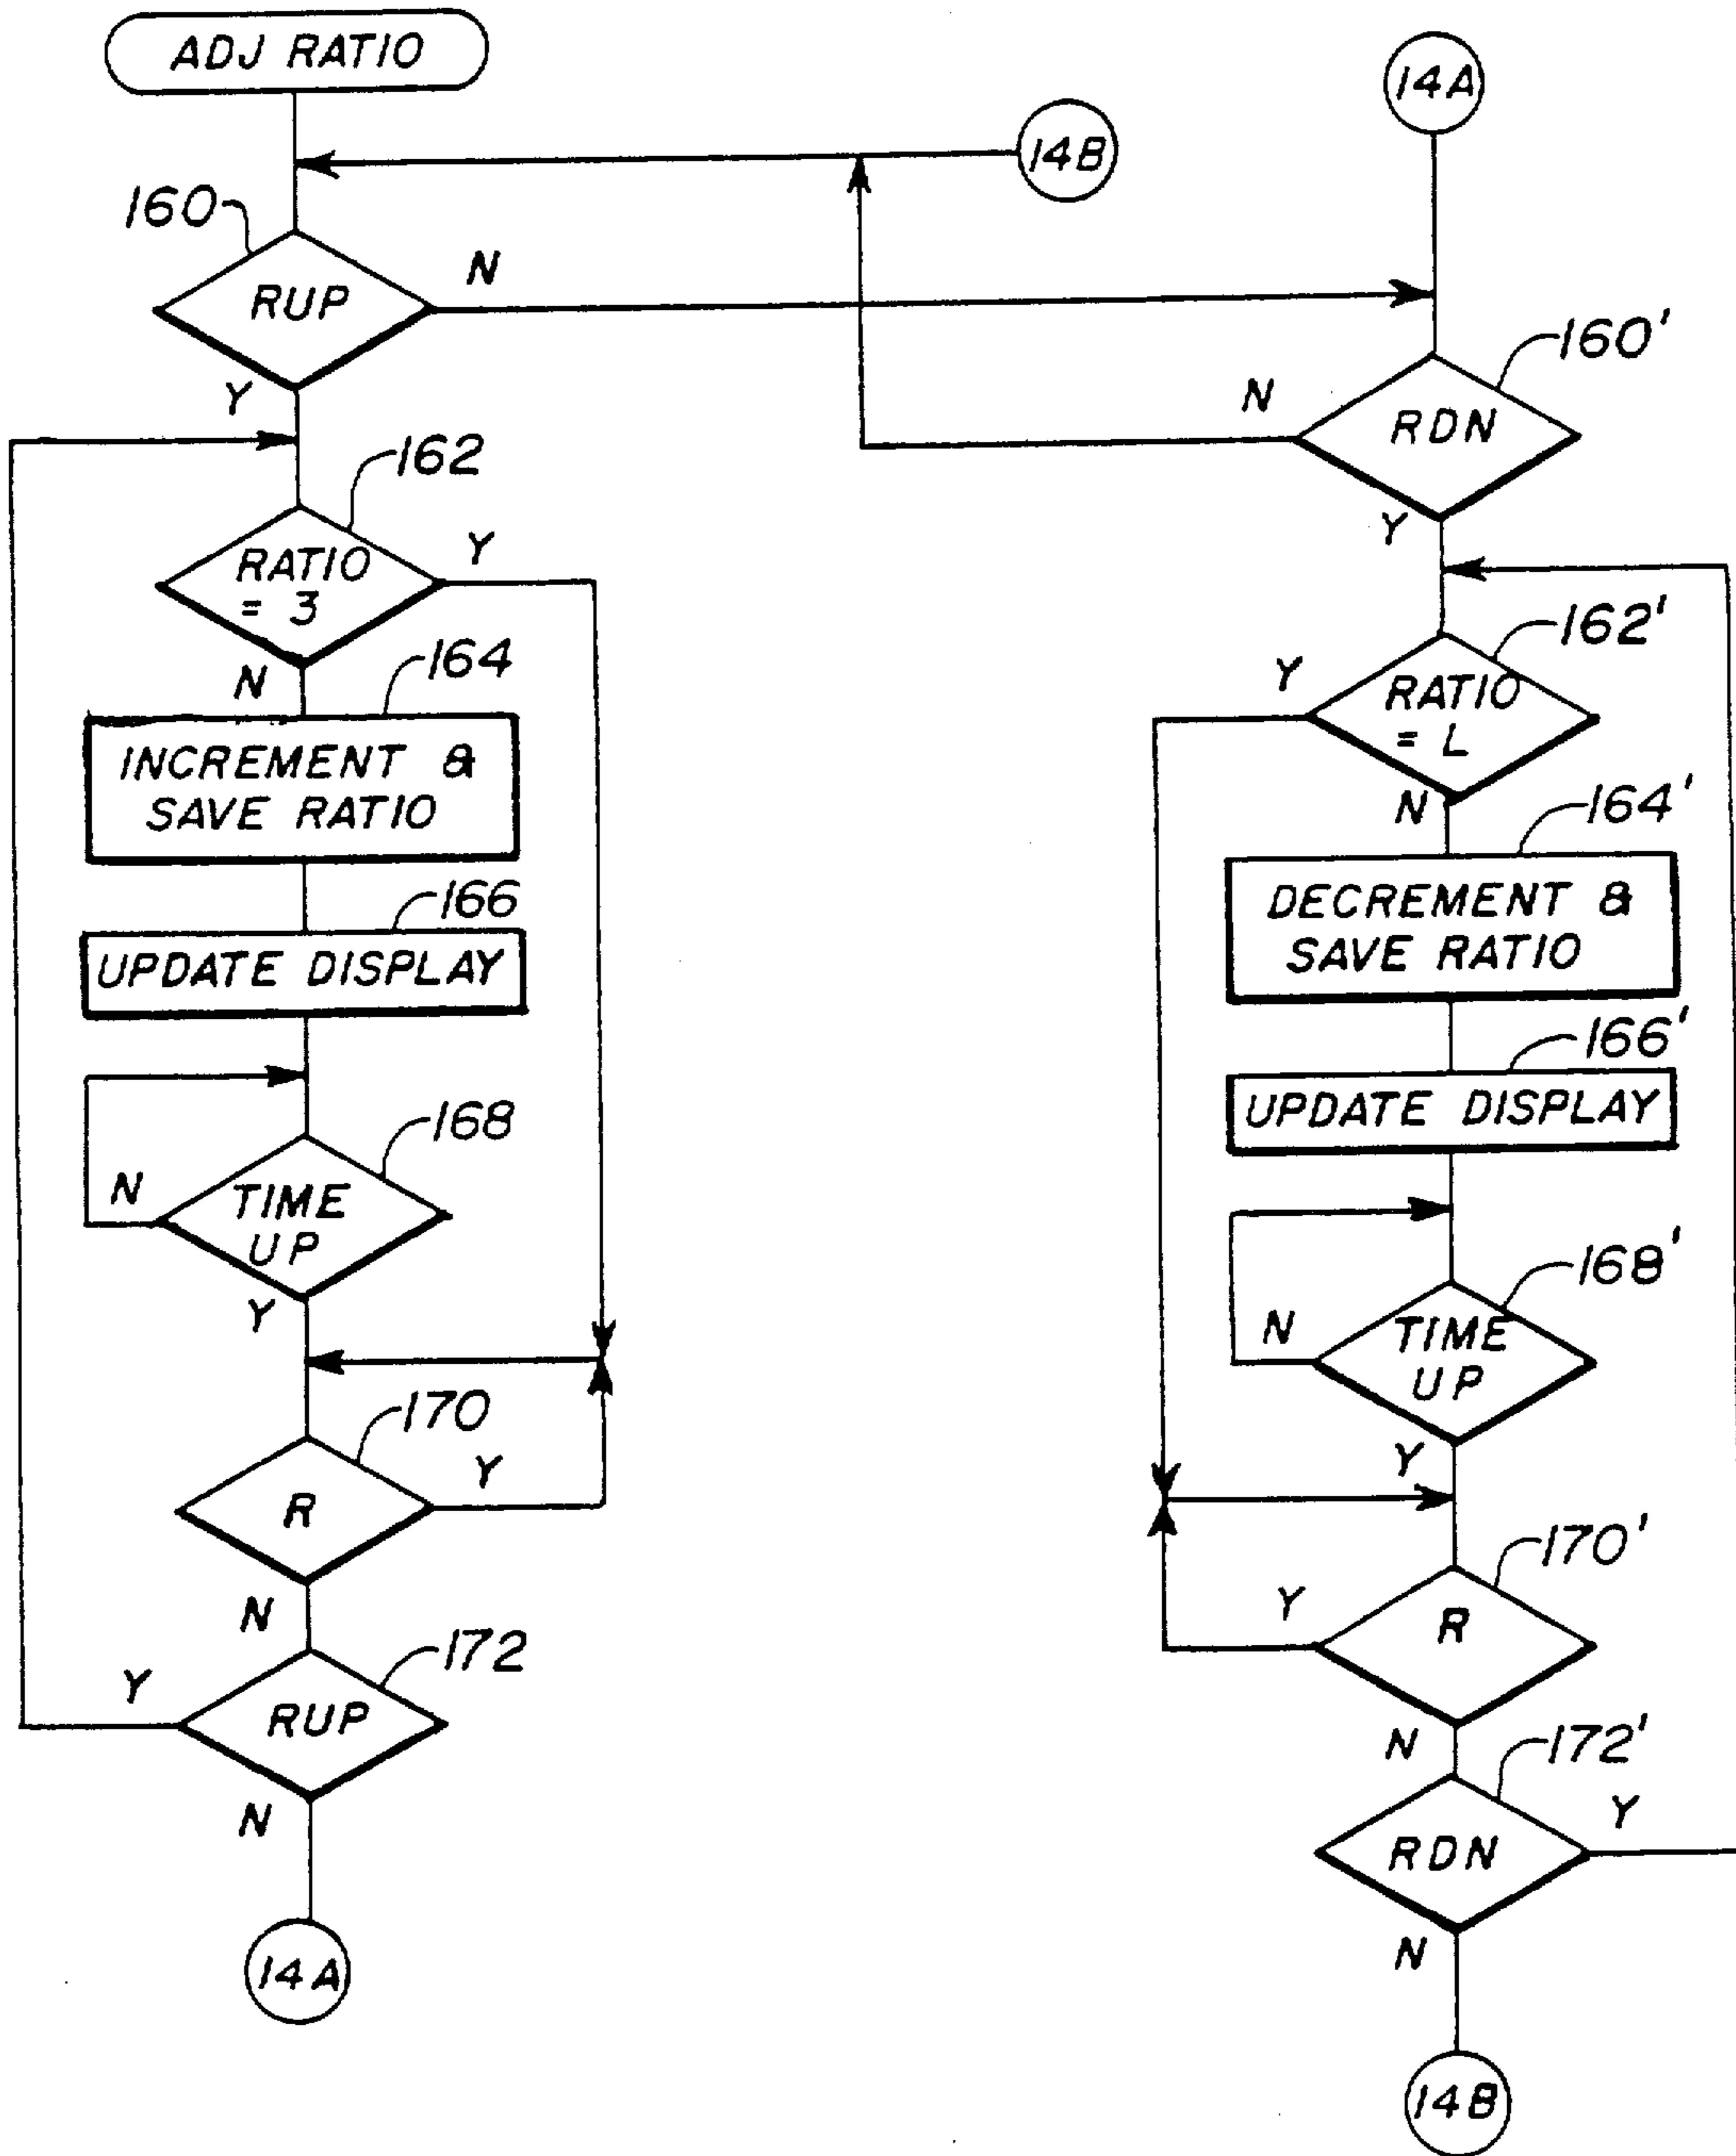 ADJ RATIO
14B
160
RUP
N
Y
162
RATIO
= 3
Y
N
164
INCREMENT &
SAVE RATIO
166
UPDATE DISPLAY
168
TIME
UP
N
Y
170
R
Y
N
172
RUP
Y
N
14A
14A
160'
RDN
N
Y
162'
RATIO
= L
Y
N
164'
DECREMENT &
SAVE RATIO
166'
UPDATE DISPLAY
168'
TIME
UP
N
Y
170'
R
Y
N
172'
RDN
Y
N
14B